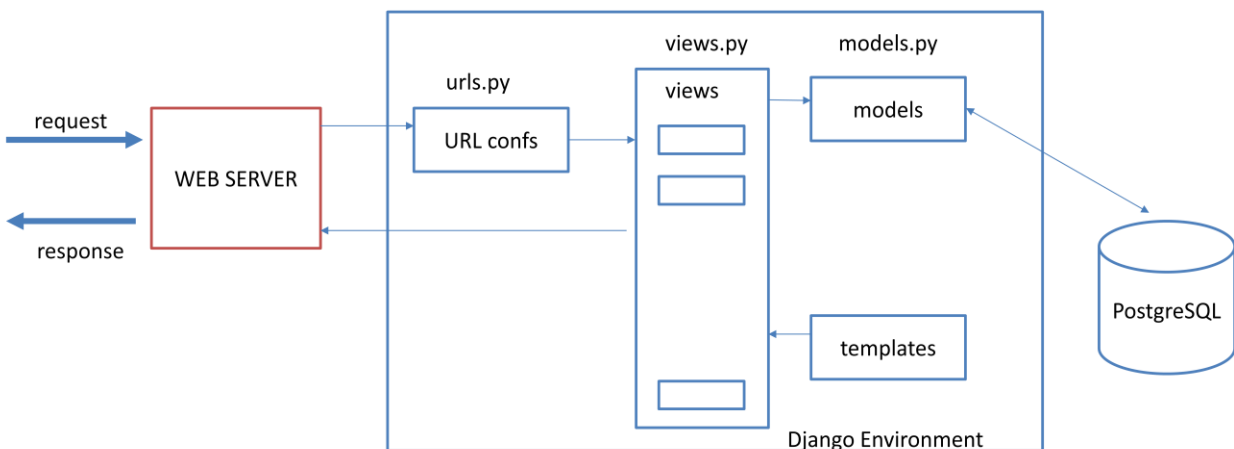 views.py
models.py
urls.py
views
request
URL confs
models
WEB SERVER
response
PostgreSQL
templates
Django Environment